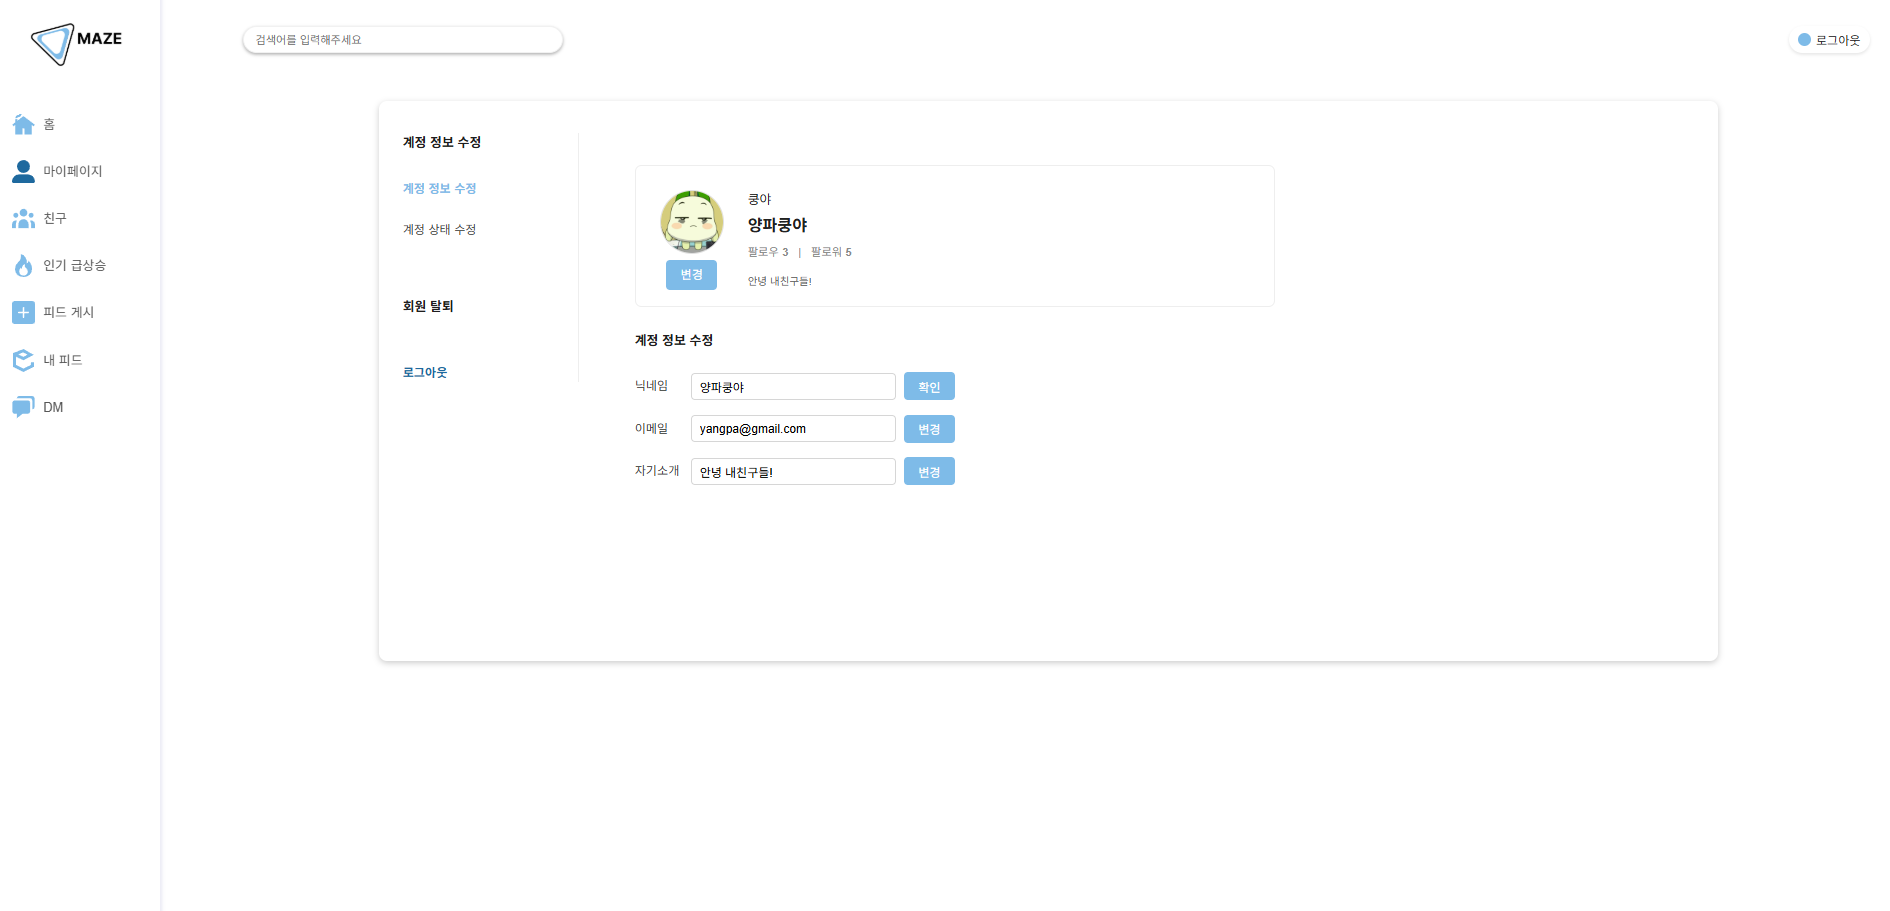 MAZE
검색어를 입력해주세요
로그아웃
홈
마이페이지
친구
인기 급상승
피드 게시
내 피드
DM
계정 정보 수정
계정 정보 수정
계정 상태 수정
회원 탈퇴
로그아웃
쿵야
양파쿵야
팔로우 3 | 팔로워 5
안녕 내친구들!
변경
계정 정보 수정
닉네임 양파쿵야 확인
이메일 yangpa@gmail.com 변경
자기소개 안녕 내친구들! 변경